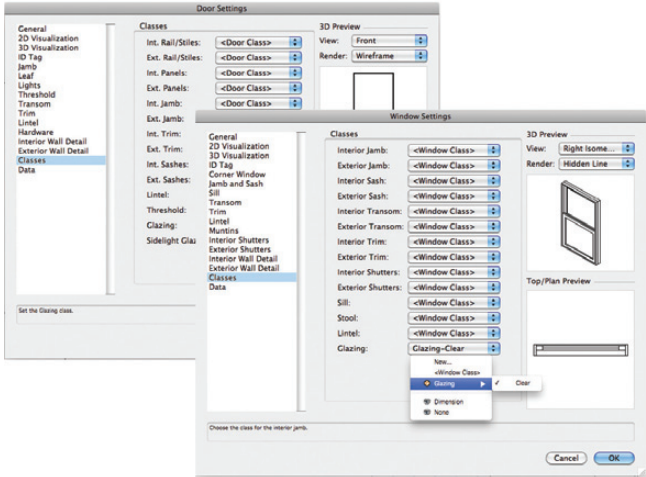 Door Settings
General
2D Visualization
3D Visualization
ID Tag
Jamb
Leaf
Lights
Threshold
Transom
Trim
Lintel
Hardware
Interior Wall Detail
Exterior Wall Detail
Classes
Data
Classes
Int. Rail/Stiles: <Door Class>
Ext. Rail/Stiles: <Door Class>
Int. Panels: <Door Class>
Ext. Panels: <Door Class>
Int. Jamb: <Door Class>
Ext. Jamb:
Int. Trim:
Ext. Trim:
Int. Sashes:
Ext. Sashes:
Lintel:
Threshold:
Glazing:
Sidelight Glaz
3D Preview
View: Front
Render: Wireframe
Set the Glazing class.
Window Settings
General
2D Visualization
3D Visualization
ID Tag
Corner Window
Jamb and Sash
Sill
Transom
Trim
Lintel
Muntins
Interior Shutters
Exterior Shutters
Interior Wall Detail
Exterior Wall Detail
Classes
Data
Classes
Interior Jamb: <Window Class>
Exterior Jamb: <Window Class>
Interior Sash: <Window Class>
Exterior Sash: <Window Class>
Interior Transom: <Window Class>
Exterior Transom: <Window Class>
Interior Trim: <Window Class>
Exterior Trim: <Window Class>
Interior Shutters: <Window Class>
Exterior Shutters: <Window Class>
Sill: <Window Class>
Stool: <Window Class>
Lintel: <Window Class>
Glazing: Glazing-Clear
New...
<Window Class>
Glazing
✓ Clear
Dimension
None
3D Preview
View: Right Isome...
Render: Hidden Line
Top/Plan Preview
Choose the class for the interior jamb.
Cancel
OK